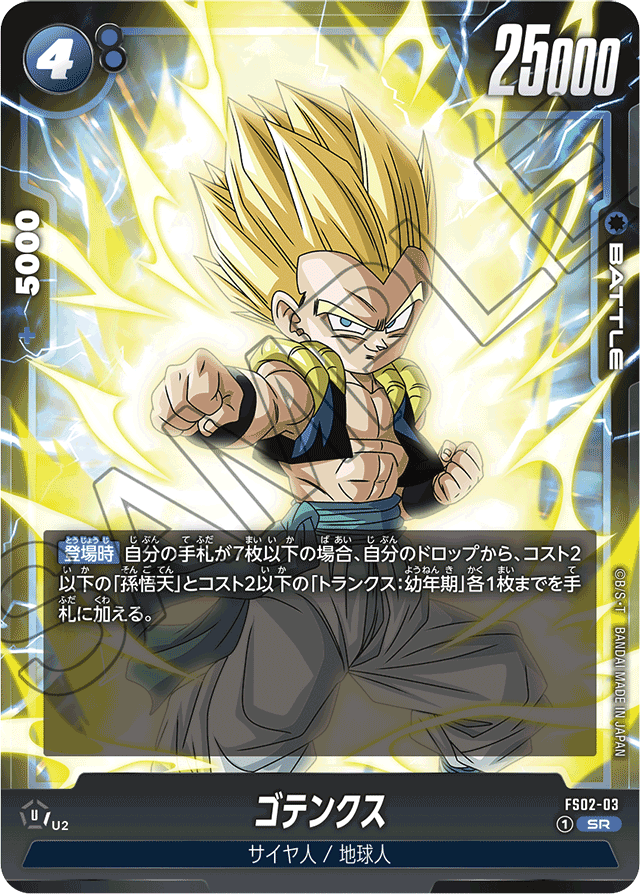 4
25000
+ 5000
BATTLE
SAMPLE
登場時 自分の手札が7枚以下の場合、自分のドロップから、コスト2
以下の「孫悟天」とコスト2以下の「トランクス:幼年期」各1枚までを手
札に加える。
©B/S・T BANDAI MADE IN JAPAN
ゴテンクス
FS02-03
U/U2
1 SR
サイヤ人 / 地球人